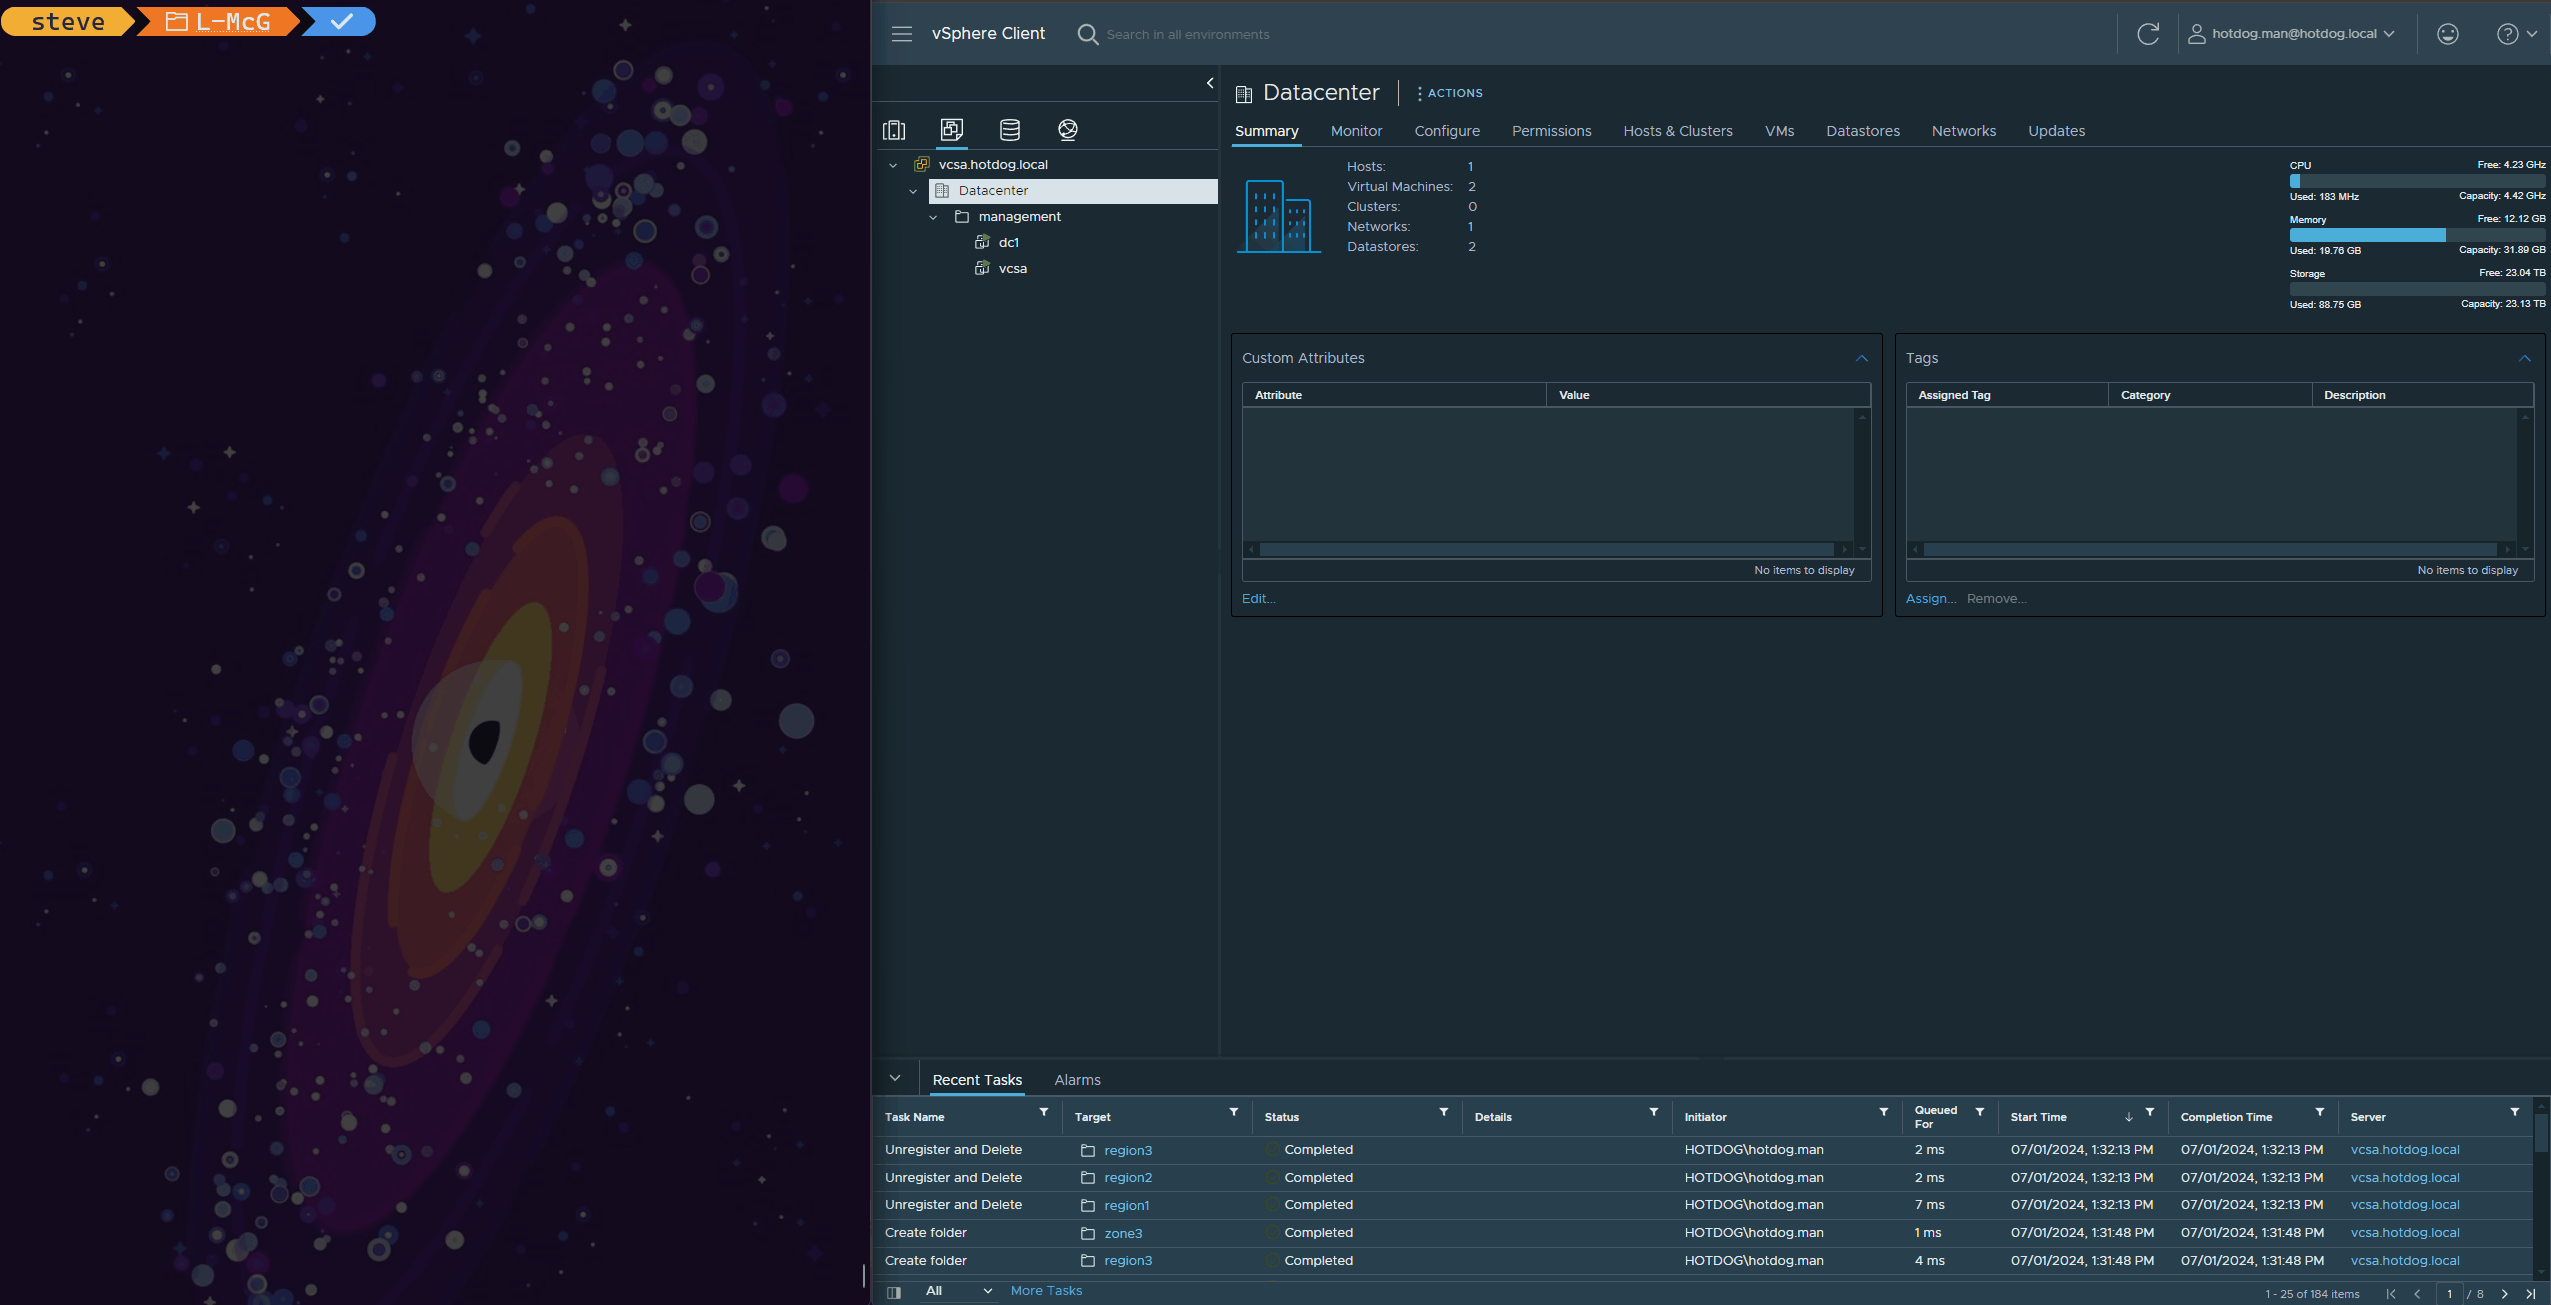 steve L-McG
vSphere Client
Search in all environments
hotdog.man@hotdog.local
Datacenter
ACTIONS
Summary Monitor Configure Permissions Hosts & Clusters VMs Datastores Networks Updates
vcsa.hotdog.local
Datacenter
management
dc1
vcsa
Hosts: 1
Virtual Machines: 2
Clusters: 0
Networks: 1
Datastores: 2
CPU Free: 4.23 GHz
Used: 183 MHz Capacity: 4.42 GHz
Memory Free: 12.12 GB
Used: 19.76 GB Capacity: 31.89 GB
Storage Free: 23.04 TB
Used: 88.75 GB Capacity: 23.13 TB
Custom Attributes
Attribute Value
No items to display
Edit...
Tags
Assigned Tag Category Description
No items to display
Assign... Remove...
Recent Tasks Alarms
Task Name Target Status Details Initiator Queued For Start Time Completion Time Server
Unregister and Delete region3 Completed HOTDOG\hotdog.man 2 ms 07/01/2024, 1:32:13 PM 07/01/2024, 1:32:13 PM vcsa.hotdog.local
Unregister and Delete region2 Completed HOTDOG\hotdog.man 2 ms 07/01/2024, 1:32:13 PM 07/01/2024, 1:32:13 PM vcsa.hotdog.local
Unregister and Delete region1 Completed HOTDOG\hotdog.man 7 ms 07/01/2024, 1:32:13 PM 07/01/2024, 1:32:13 PM vcsa.hotdog.local
Create folder zone3 Completed HOTDOG\hotdog.man 1 ms 07/01/2024, 1:31:48 PM 07/01/2024, 1:31:48 PM vcsa.hotdog.local
Create folder region3 Completed HOTDOG\hotdog.man 4 ms 07/01/2024, 1:31:48 PM 07/01/2024, 1:31:48 PM vcsa.hotdog.local
All More Tasks 1 - 25 of 184 items 1 / 8